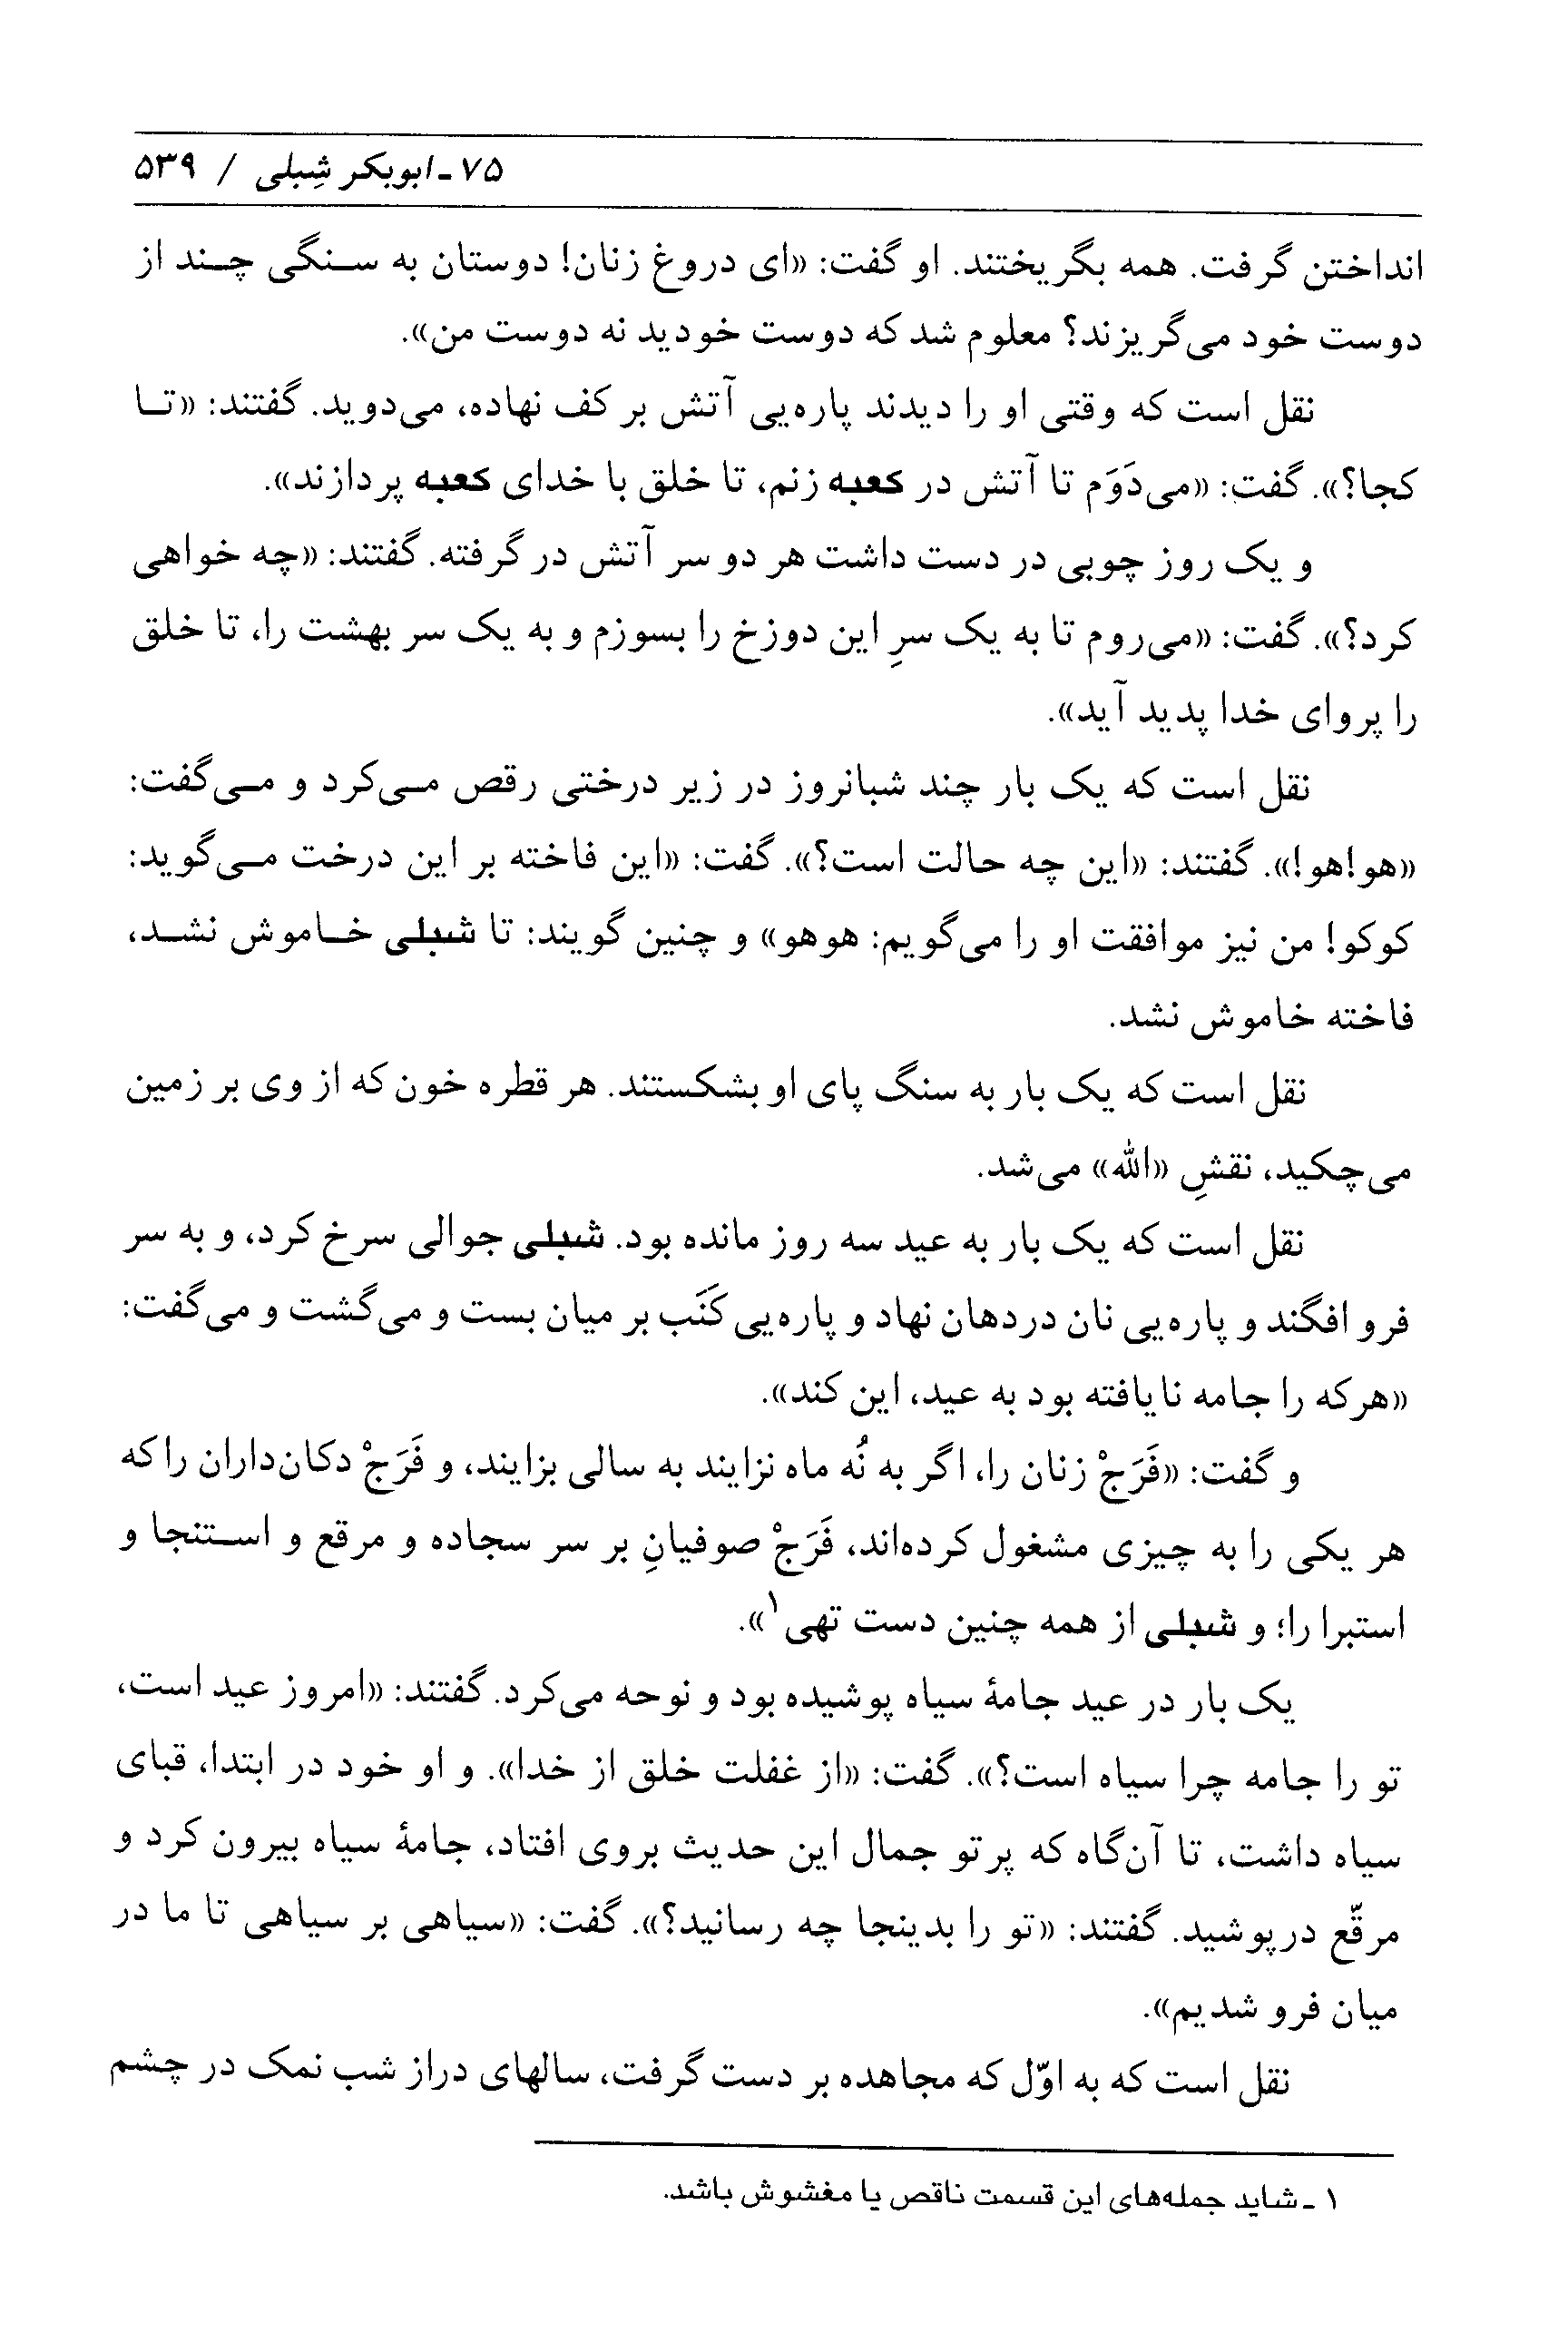 ۷۵ - ابوبکر شِبلی / ۵۳۹
انداختن گرفت. همه بگریختند. او گفت: «ای دروغ زنان! دوستان به سنگی چند از
دوست خود می‌گریزند؟ معلوم شد که دوست خودید نه دوست من».
نقل است که وقتی او را دیدند پاره‌یی آتش بر کف نهاده، می‌دوید. گفتند: «تا
کجا؟». گفت: «می‌دَوَم تا آتش در کعبه زنم، تا خلق با خدای کعبه پردازند».
و یک روز چوبی در دست داشت هر دو سر آتش در گرفته. گفتند: «چه خواهی
کرد؟». گفت: «می‌روم تا به یک سرِ این دوزخ را بسوزم و به یک سر بهشت را، تا خلق
را پروای خدا پدید آید».
نقل است که یک بار چند شبانروز در زیر درختی رقص می‌کرد و می‌گفت:
«هو! هو!». گفتند: «این چه حالت است؟». گفت: «این فاخته بر این درخت می‌گوید:
کوکو! من نیز موافقت او را می‌گویم: هوهو» و چنین گویند: تا شبلی خاموش نشد،
فاخته خاموش نشد.
نقل است که یک بار به سنگ پای او بشکستند. هر قطره خون که از وی بر زمین
می‌چکید، نقشِ «الله» می‌شد.
نقل است که یک بار به عید سه روز مانده بود. شبلی جوالی سرخ کرد، و به سر
فرو افگند و پاره‌یی نان در دهان نهاد و پاره‌یی کَنَب بر میان بست و می‌گشت و می‌گفت:
«هرکه را جامه نایافته بود به عید، این کند».
و گفت: «فَرَجْ زنان را، اگر به نُه ماه نزایند به سالی بزایند، و فَرَجْ دکان‌داران را که
هر یکی را به چیزی مشغول کرده‌اند، فَرَجْ صوفیانِ بر سر سجاده و مرقع و استنجا و
استبرا را؛ و شبلی از همه چنین دست تهی۱».
یک بار در عید جامهٔ سیاه پوشیده بود و نوحه می‌کرد. گفتند: «امروز عید است،
تو را جامه چرا سیاه است؟». گفت: «از غفلت خلق از خدا». و او خود در ابتدا، قبای
سیاه داشت، تا آن‌گاه که پرتو جمال این حدیث بروی افتاد، جامهٔ سیاه بیرون کرد و
مرقّع درپوشید. گفتند: «تو را بدینجا چه رسانید؟». گفت: «سیاهی بر سیاهی تا ما در
میان فرو شدیم».
نقل است که به اوّل که مجاهده بر دست گرفت، سالهای دراز شب نمک در چشم
۱ - شاید جمله‌های این قسمت ناقص یا مغشوش باشد.